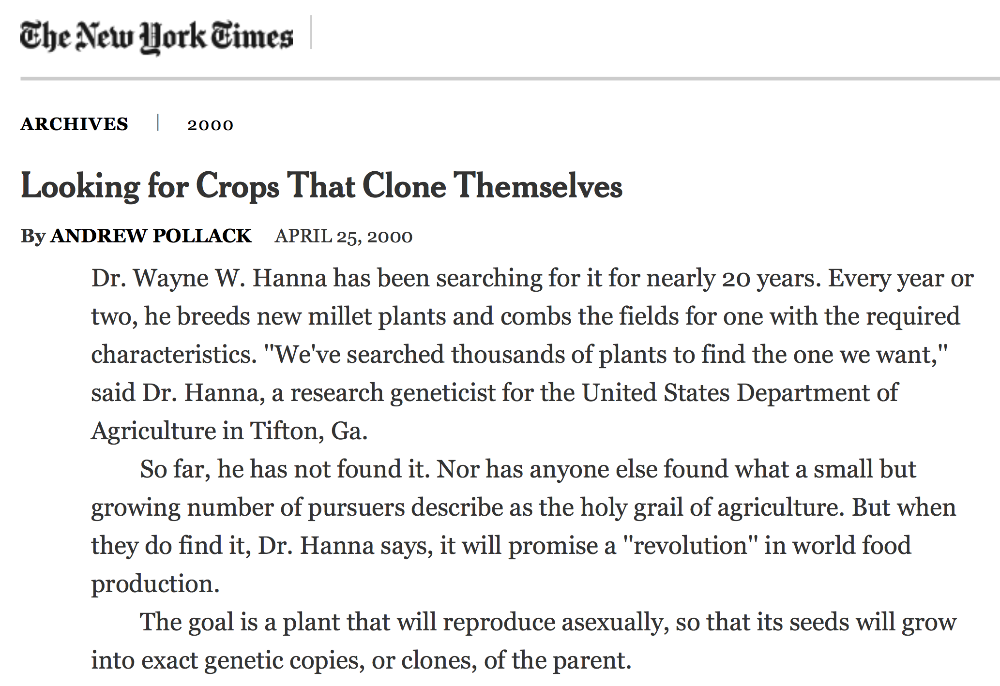 The New York Times
ARCHIVES | 2000
Looking for Crops That Clone Themselves
By ANDREW POLLACK APRIL 25, 2000
Dr. Wayne W. Hanna has been searching for it for nearly 20 years. Every year or
two, he breeds new millet plants and combs the fields for one with the required
characteristics. "We've searched thousands of plants to find the one we want,"
said Dr. Hanna, a research geneticist for the United States Department of
Agriculture in Tifton, Ga.
So far, he has not found it. Nor has anyone else found what a small but
growing number of pursuers describe as the holy grail of agriculture. But when
they do find it, Dr. Hanna says, it will promise a "revolution" in world food
production.
The goal is a plant that will reproduce asexually, so that its seeds will grow
into exact genetic copies, or clones, of the parent.